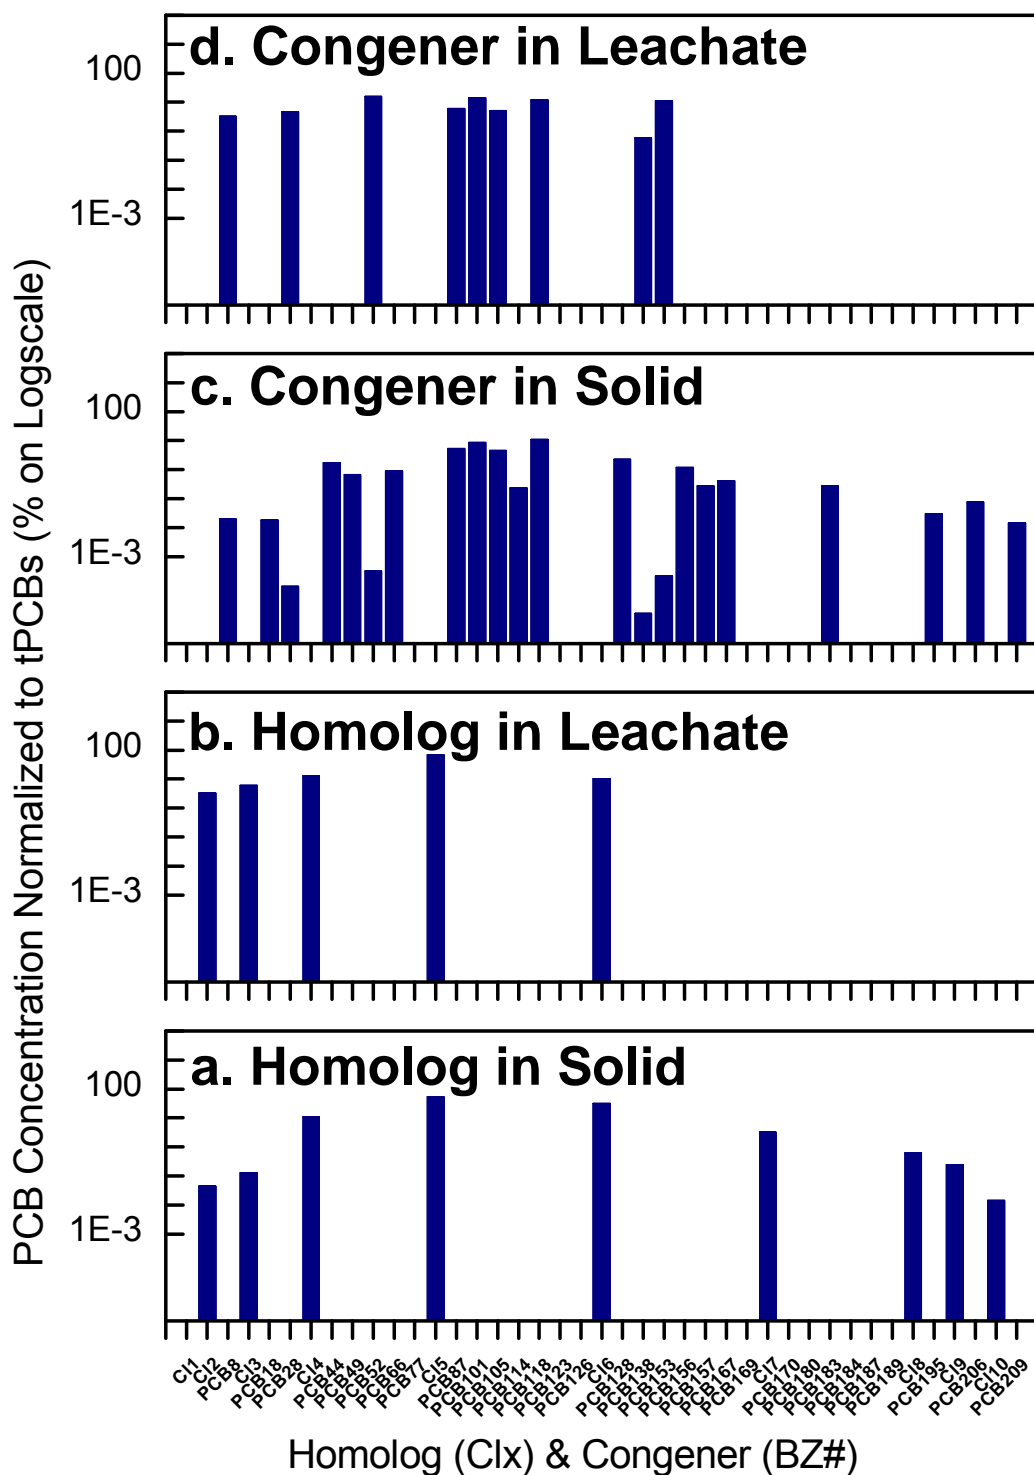 PCB Concentration Normalized to tPCBs (% on Logscale)
d. Congener in Leachate
100
1E-3
c. Congener in Solid
100
1E-3
b. Homolog in Leachate
100
1E-3
a. Homolog in Solid
100
1E-3
Cl1
Cl2
PCB8
Cl3
PCB18
PCB28
Cl4
PCB44
PCB49
PCB52
PCB66
PCB77
Cl5
PCB87
PCB101
PCB105
PCB114
PCB118
PCB123
PCB126
Cl6
PCB128
PCB138
PCB153
PCB156
PCB157
PCB167
PCB169
Cl7
PCB170
PCB180
PCB183
PCB184
PCB187
PCB189
Cl8
PCB195
Cl9
PCB206
Cl10
PCB209
Homolog (Clx) & Congener (BZ#)